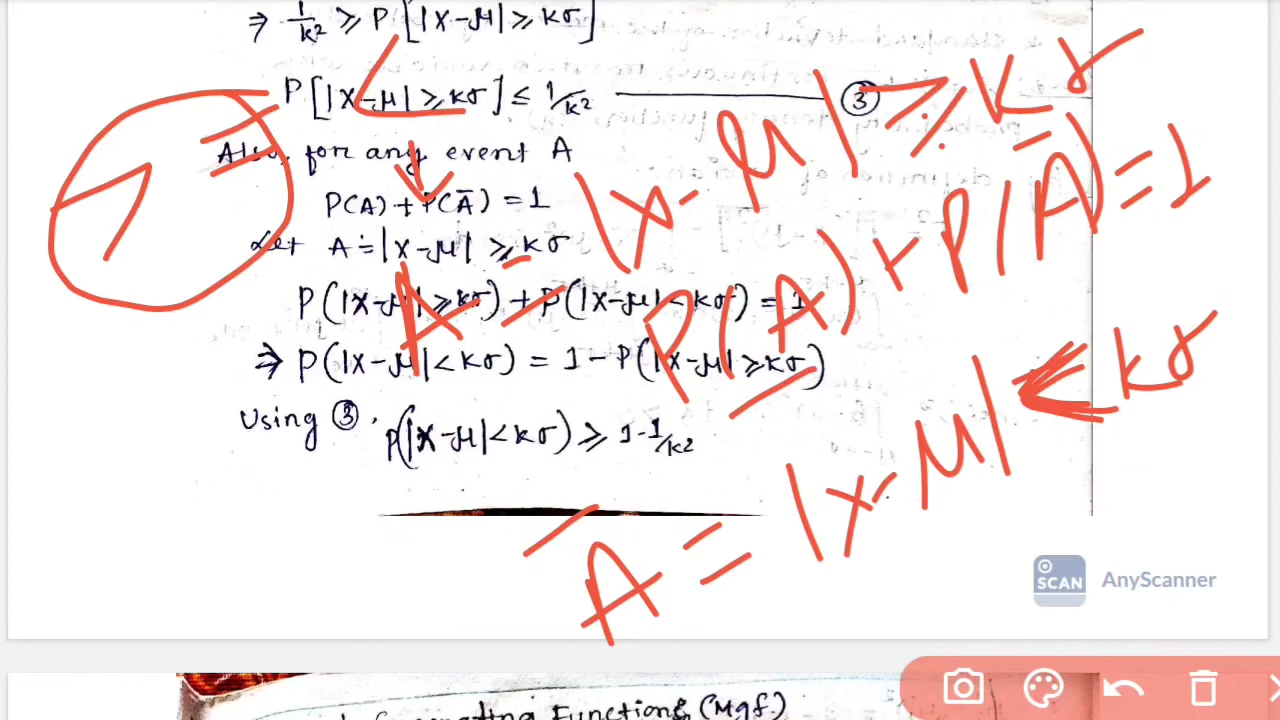 ⇒ 1/k² ≥ P[|X-μ| ≥ kσ]
P[|X-μ| ≥ kσ] ≤ 1/k² ——— ③
Also, for any event A
P(A) + P(Ā) = 1
Let A = |X-μ| ≥ kσ
P(|X-μ| ≥ kσ) + P(|X-μ| < kσ) = 1
⇒ P(|X-μ| < kσ) = 1 - P(|X-μ| ≥ kσ)
Using ③, P(|X-μ| < kσ) ≥ 1-1/k²
|X-μ| ≥ kσ
P(A) + P(Ā) = 1
A =
Ā = |X-μ| < kσ
SCAN AnyScanner
Functions (Mgf.)